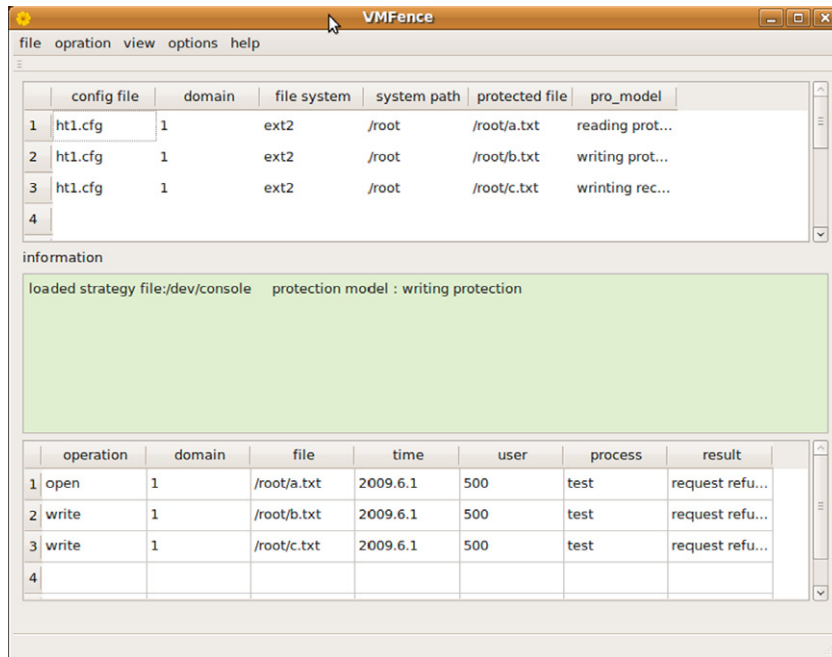 VMFence
file opration view options help
config file domain file system system path protected file pro_model
1 ht1.cfg 1 ext2 /root /root/a.txt reading prot...
2 ht1.cfg 1 ext2 /root /root/b.txt writing prot...
3 ht1.cfg 1 ext2 /root /root/c.txt wrinting rec...
4
information
loaded strategy file:/dev/console protection model : writing protection
operation domain file time user process result
1 open 1 /root/a.txt 2009.6.1 500 test request refu...
2 write 1 /root/b.txt 2009.6.1 500 test request refu...
3 write 1 /root/c.txt 2009.6.1 500 test request refu...
4